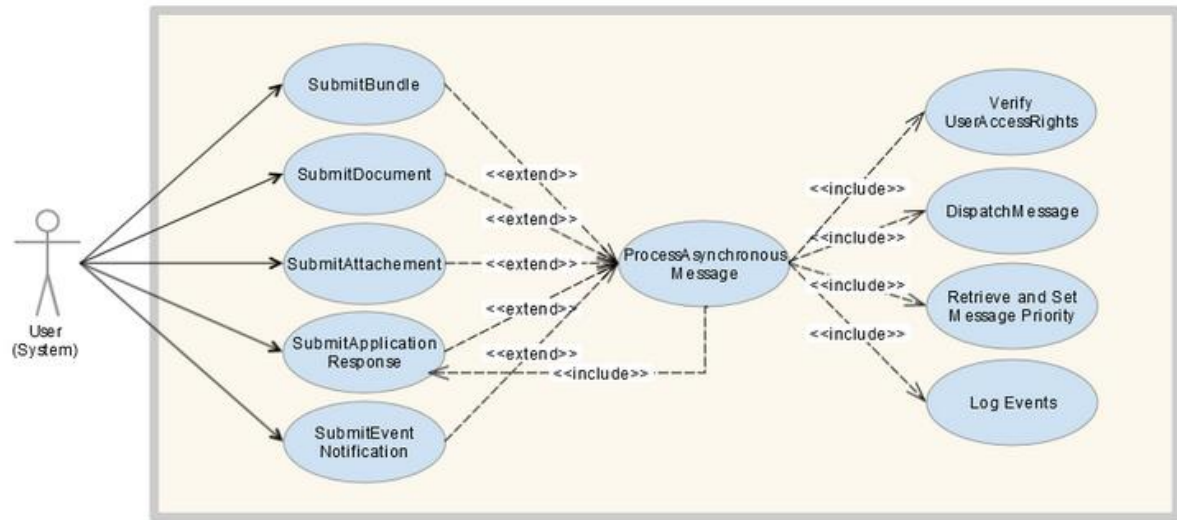 User
(System)
SubmitBundle
SubmitDocument
SubmitAttachement
SubmitApplication
Response
SubmitEvent
Notification
<<extend>>
<<extend>>
<<extend>>
<<extend>>
<<extend>>
<<include>>
ProcessAsynchronous
Message
<<include>>
<<include>>
<<include>>
<<include>>
Verify
UserAccessRights
DispatchMessage
Retrieve and Set
Message Priority
Log Events